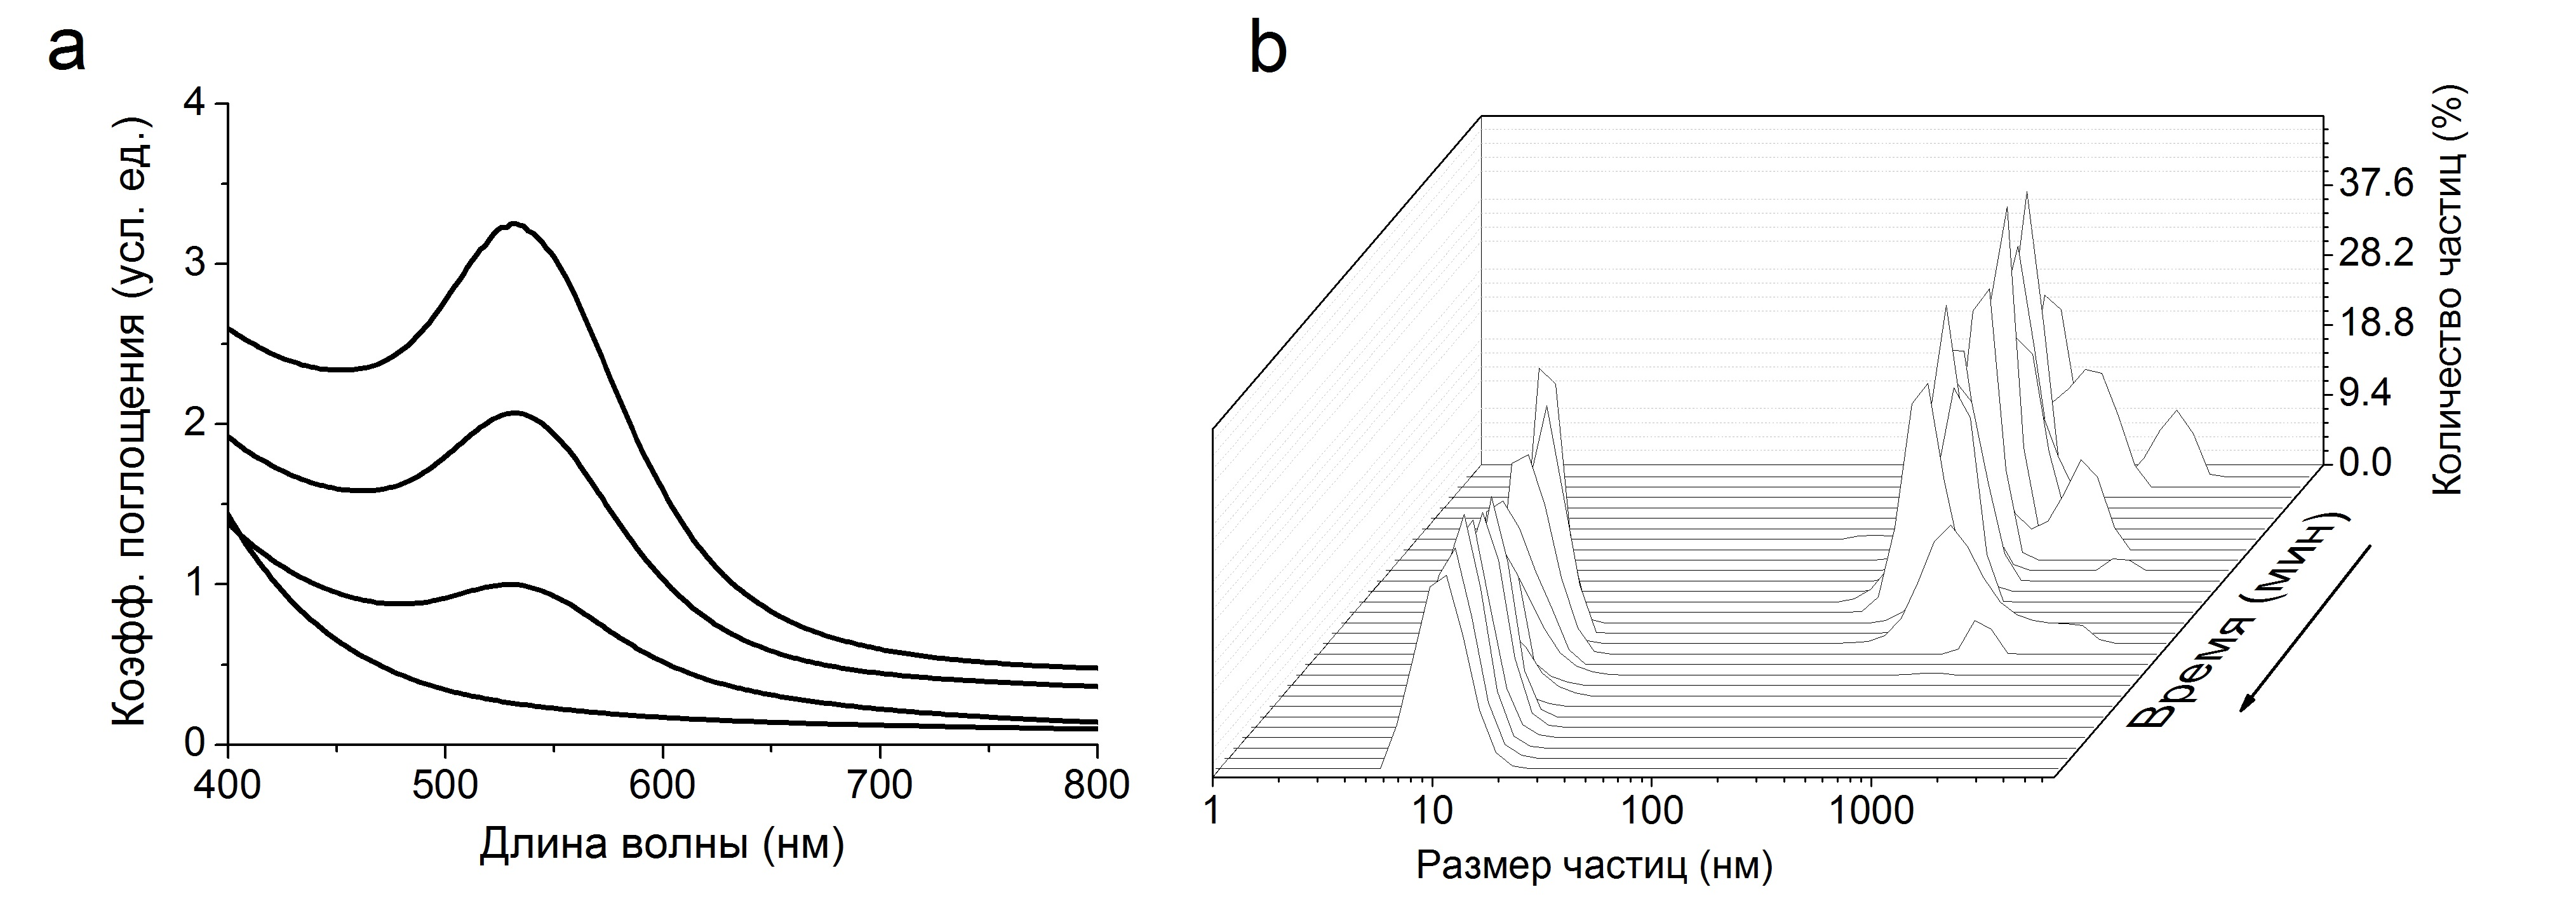 a
Коэфф. поглощения (усл. ед.)
4
3
2
1
0
400 500 600 700 800
Длина волны (нм)
b
Количество частиц (%)
37.6
28.2
18.8
9.4
0.0
Время (мин)
1 10 100 1000
Размер частиц (нм)